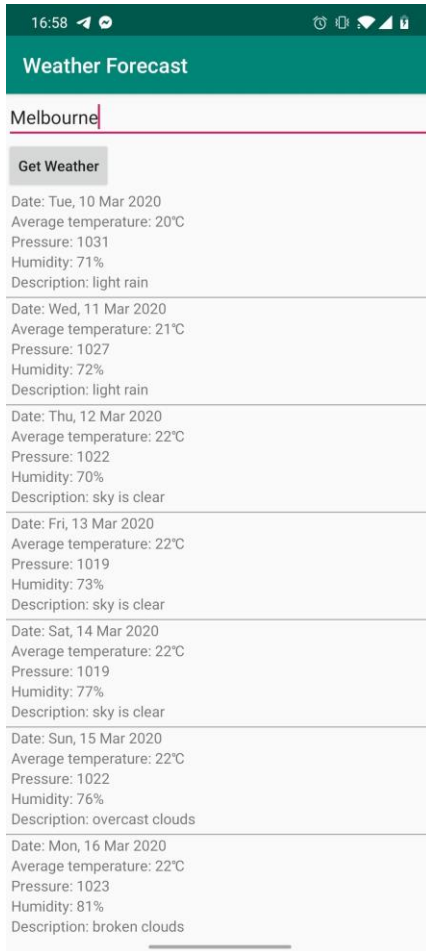 16:58
Weather Forecast
Melbourne
Get Weather
Date: Tue, 10 Mar 2020
Average temperature: 20℃
Pressure: 1031
Humidity: 71%
Description: light rain
Date: Wed, 11 Mar 2020
Average temperature: 21℃
Pressure: 1027
Humidity: 72%
Description: light rain
Date: Thu, 12 Mar 2020
Average temperature: 22℃
Pressure: 1022
Humidity: 70%
Description: sky is clear
Date: Fri, 13 Mar 2020
Average temperature: 22℃
Pressure: 1019
Humidity: 73%
Description: sky is clear
Date: Sat, 14 Mar 2020
Average temperature: 22℃
Pressure: 1019
Humidity: 77%
Description: sky is clear
Date: Sun, 15 Mar 2020
Average temperature: 22℃
Pressure: 1022
Humidity: 76%
Description: overcast clouds
Date: Mon, 16 Mar 2020
Average temperature: 22℃
Pressure: 1023
Humidity: 81%
Description: broken clouds